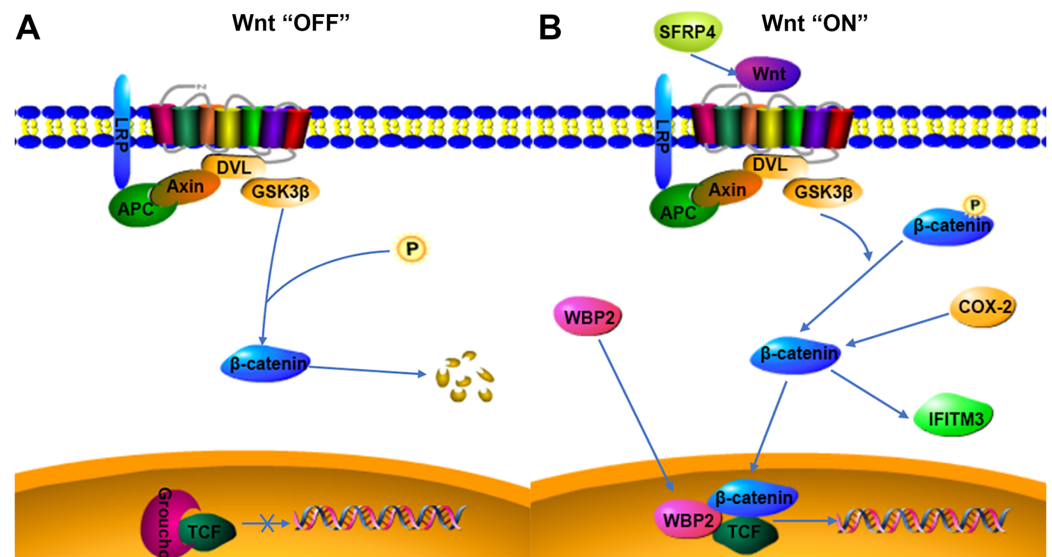 A
Wnt “OFF”
LRP
N
DVL
Axin
GSK3β
APC
P
β-catenin
Groucho
TCF
B
Wnt “ON”
SFRP4
Wnt
LRP
DVL
Axin
GSK3β
APC
P
β-catenin
WBP2
COX-2
β-catenin
IFITM3
β-catenin
WBP2
TCF